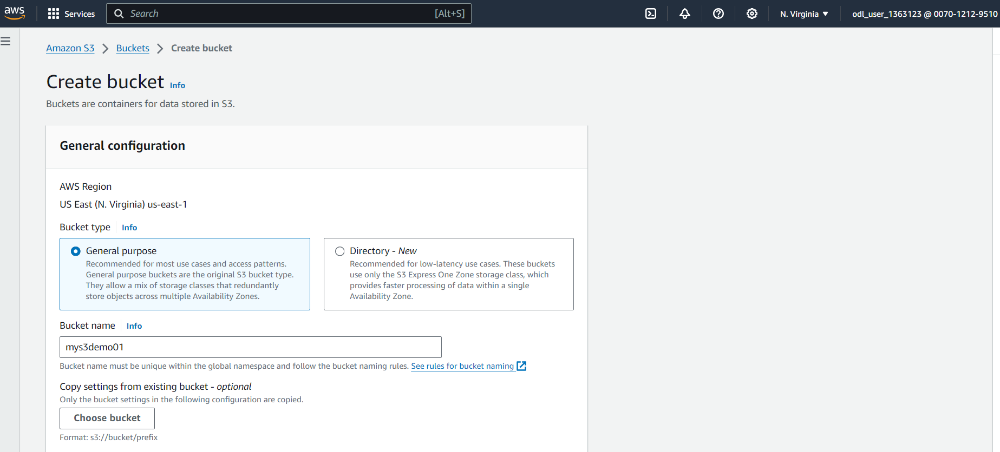 aws Services Search [Alt+S] N. Virginia odl_user_1363123 @ 0070-1212-9510
Amazon S3 Buckets Create bucket
Create bucket Info
Buckets are containers for data stored in S3.
General configuration
AWS Region
US East (N. Virginia) us-east-1
Bucket type Info
General purpose
Recommended for most use cases and access patterns.
General purpose buckets are the original S3 bucket type.
They allow a mix of storage classes that redundantly
store objects across multiple Availability Zones.
Directory - New
Recommended for low-latency use cases. These buckets
use only the S3 Express One Zone storage class, which
provides faster processing of data within a single
Availability Zone.
Bucket name Info
mys3demo01
Bucket name must be unique within the global namespace and follow the bucket naming rules. See rules for bucket naming
Copy settings from existing bucket - optional
Only the bucket settings in the following configuration are copied.
Choose bucket
Format: s3://bucket/prefix